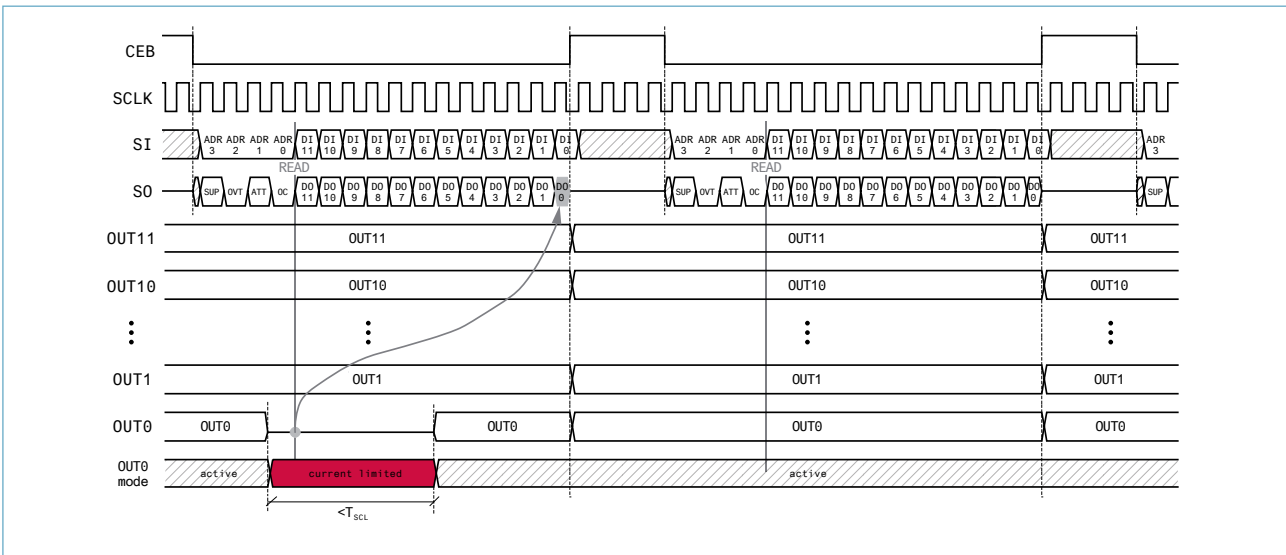 CEB
SCLK
SI ADR 3 ADR 2 ADR 1 ADR 0 DI 11 DI 10 DI 9 DI 8 DI 7 DI 6 DI 5 DI 4 DI 3 DI 2 DI 1 DI 0 ADR 3 ADR 2 ADR 1 ADR 0 DI 11 DI 10 DI 9 DI 8 DI 7 DI 6 DI 5 DI 4 DI 3 DI 2 DI 1 DI 0 ADR 3
READ READ
SO SUP OVT ATT OC DO 11 DO 10 DO 9 DO 8 DO 7 DO 6 DO 5 DO 4 DO 3 DO 2 DO 1 DO 0 SUP OVT ATT OC DO 11 DO 10 DO 9 DO 8 DO 7 DO 6 DO 5 DO 4 DO 3 DO 2 DO 1 DO 0 SUP
OUT11 OUT11 OUT11 OUT11
OUT10 OUT10 OUT10 OUT10
OUT1 OUT1 OUT1 OUT1
OUT0 OUT0 OUT0 OUT0 OUT0
OUT0 mode active current limited active
<T_SCL